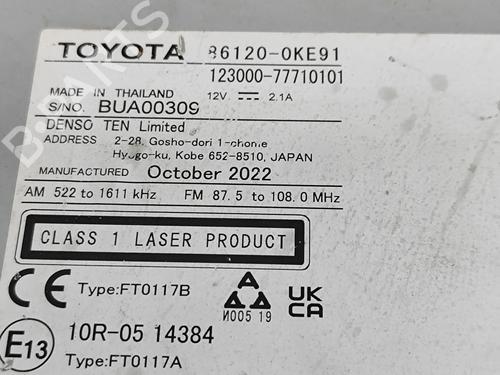 TOYOTA 86120-0KE91
123000-77710101
MADE IN THAILAND 12V 2.1A
S/NO. BUA00309
DENSO TEN Limited
ADDRESS 2-28, Gosho-dori 1-chome
Hyogo-ku, Kobe 652-8510, JAPAN
MANUFACTURED October 2022
AM 522 to 1611 kHz FM 87.5 to 108.0 MHz
CLASS 1 LASER PRODUCT
CE Type:FT0117B
N005 19
UK CA
E13 10R-05 14384
Type:FT0117A
B-PARTS